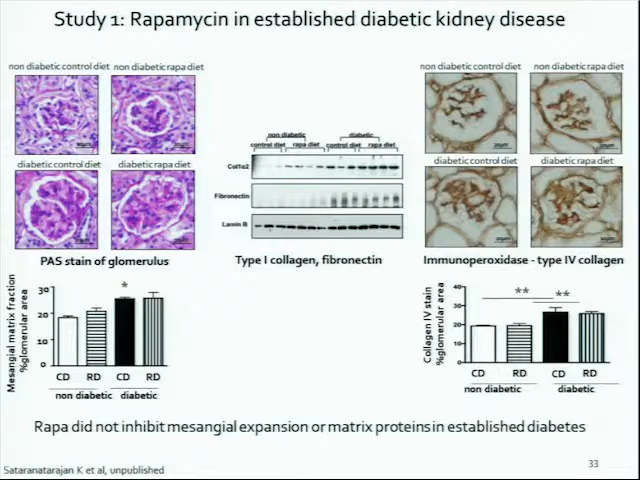 Study 1: Rapamycin in established diabetic kidney disease
non diabetic control diet
non diabetic rapa diet
diabetic control diet
diabetic rapa diet
PAS stain of glomerulus
non diabetic
diabetic
control diet
rapa diet
control diet
rapa diet
Col1α2
Fibronectin
Lamin B
Type I collagen, fibronectin
non diabetic control diet
non diabetic rapa diet
diabetic control diet
diabetic rapa diet
Immunoperoxidase - type IV collagen
Mesangial matrix fraction
%glomerular area
30
20
10
0
*
CD
RD
CD
RD
non diabetic
diabetic
Collagen IV stain
%glomerular area
40
30
20
10
0
**
**
CD
RD
CD
RD
non diabetic
diabetic
Rapa did not inhibit mesangial expansion or matrix proteins in established diabetes
Sataranatarajan K et al, unpublished
33